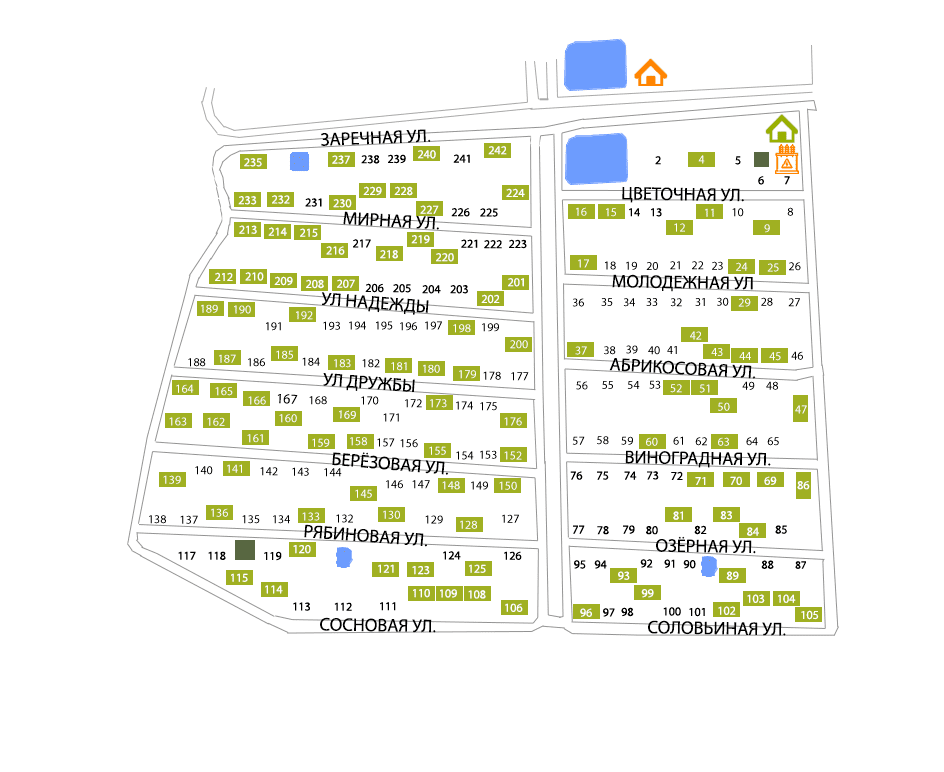 ЗАРЕЧНАЯ УЛ.
235 237 238 239 240 241 242
233 232 231 230 229 228 227 226 225 224
МИРНАЯ УЛ.
213 214 215 216 217 218 219 220 221 222 223
212 210 209 208 207 206 205 204 203 202 201
УЛ НАДЕЖДЫ
189 190 191 192 193 194 195 196 197 198 199 200
188 187 186 185 184 183 182 181 180 179 178 177
УЛ ДРУЖБЫ
164 165 166 167 168 170 172 173 174 175
163 162 161 160 159 169 158 171 157 156 155 154 153 152 176
БЕРЁЗОВАЯ УЛ.
139 140 141 142 143 144 145 146 147 148 149 150
138 137 136 135 134 133 132 130 129 128 127
РЯБИНОВАЯ УЛ.
117 118 119 120 121 123 124 125 126
115 114 113 112 111 110 109 108 106
СОСНОВАЯ УЛ.
2 4 5
6 7
ЦВЕТОЧНАЯ УЛ.
16 15 14 13 12 11 10 9 8
17 18 19 20 21 22 23 24 25 26
МОЛОДЕЖНАЯ УЛ
36 35 34 33 32 31 30 29 28 27
37 38 39 40 41 42 43 44 45 46
АБРИКОСОВАЯ УЛ.
56 55 54 53 52 51 50 49 48 47
57 58 59 60 61 62 63 64 65
ВИНОГРАДНАЯ УЛ.
76 75 74 73 72 71 70 69 86
77 78 79 80 81 82 83 84 85
ОЗЁРНАЯ УЛ.
95 94 93 92 91 90 89 88 87
96 97 98 99 100 101 102 103 104 105
СОЛОВЬИНАЯ УЛ.